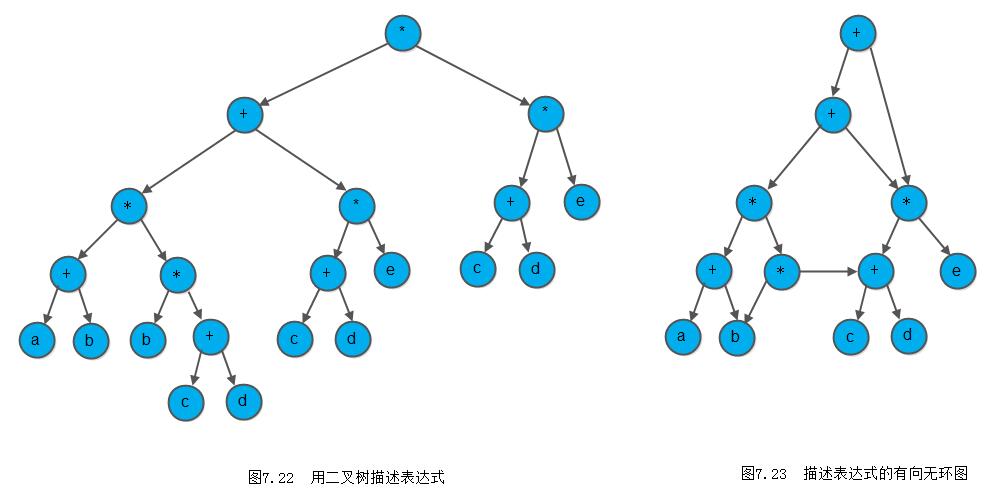 * +
+ * +
* * * *
+ e
+ * + e c d + * + e
a b b + c d a b c d
c d
图7.22 用二叉树描述表达式
图7.23 描述表达式的有向无环图